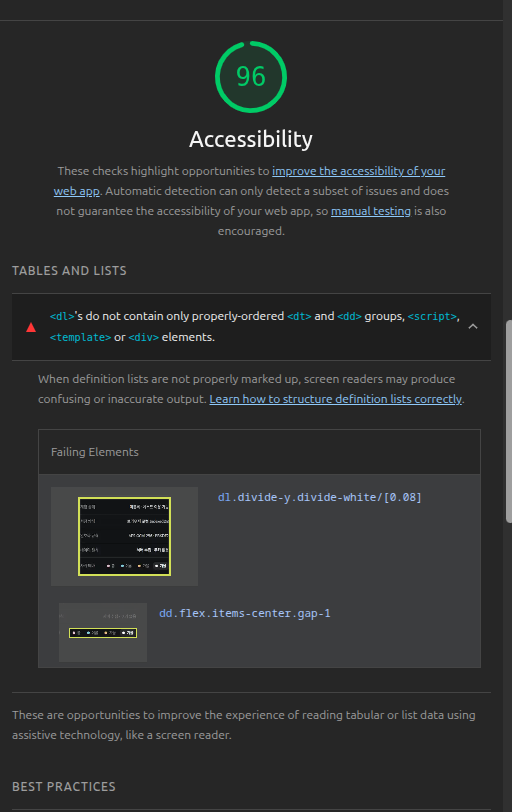 96
Accessibility
These checks highlight opportunities to improve the accessibility of your
web app. Automatic detection can only detect a subset of issues and does
not guarantee the accessibility of your web app, so manual testing is also
encouraged.
TABLES AND LISTS
<dl>'s do not contain only properly-ordered <dt> and <dd> groups, <script>,
<template> or <div> elements.
When definition lists are not properly marked up, screen readers may produce
confusing or inaccurate output. Learn how to structure definition lists correctly.
Failing Elements
dl.divide-y.divide-white/[0.08]
dd.flex.items-center.gap-1
These are opportunities to improve the experience of reading tabular or list data using
assistive technology, like a screen reader.
BEST PRACTICES